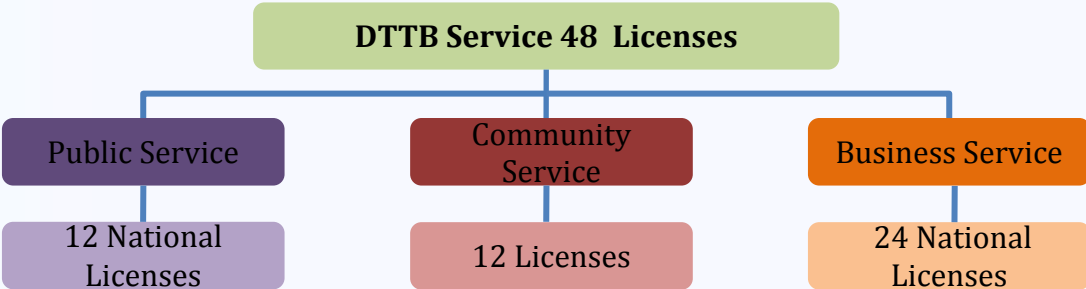 DTTB Service 48 Licenses
Public Service
Community
Service
Business Service
12 National
Licenses
12 Licenses
24 National
Licenses